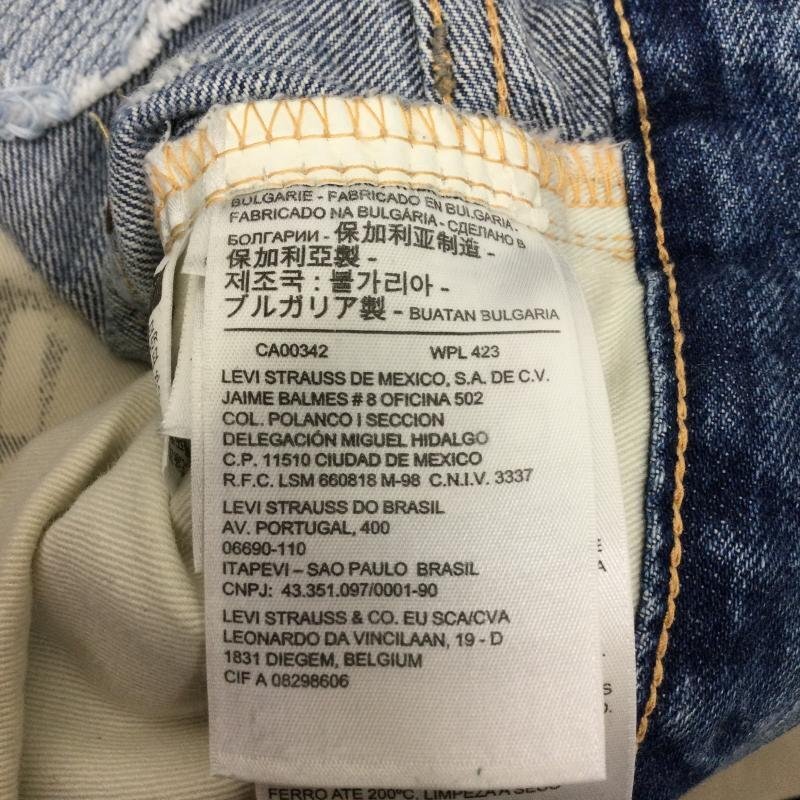 BULGARIE - FABRICADO EN BULGARIA -
FABRICADO NA BULGÁRIA - СДЕЛАНО В
БОЛГАРИИ - 保加利亚制造 -
保加利亞製 -
제조국 : 불가리아 -
ブルガリア製 - BUATAN BULGARIA
CA00342 WPL 423
LEVI STRAUSS DE MEXICO, S.A. DE C.V.
JAIME BALMES # 8 OFICINA 502
COL. POLANCO I SECCION
DELEGACIÓN MIGUEL HIDALGO
C.P. 11510 CIUDAD DE MEXICO
R.F.C. LSM 660818 M-98 C.N.I.V. 3337
LEVI STRAUSS DO BRASIL
AV. PORTUGAL, 400
06690-110
ITAPEVI – SAO PAULO BRASIL
CNPJ: 43.351.097/0001-90
LEVI STRAUSS & CO. EU SCA/CVA
LEONARDO DA VINCILAAN, 19 - D
1831 DIEGEM, BELGIUM
CIF A 08298606
FERRO ATE 200ºC. LIMPEZA A SECO